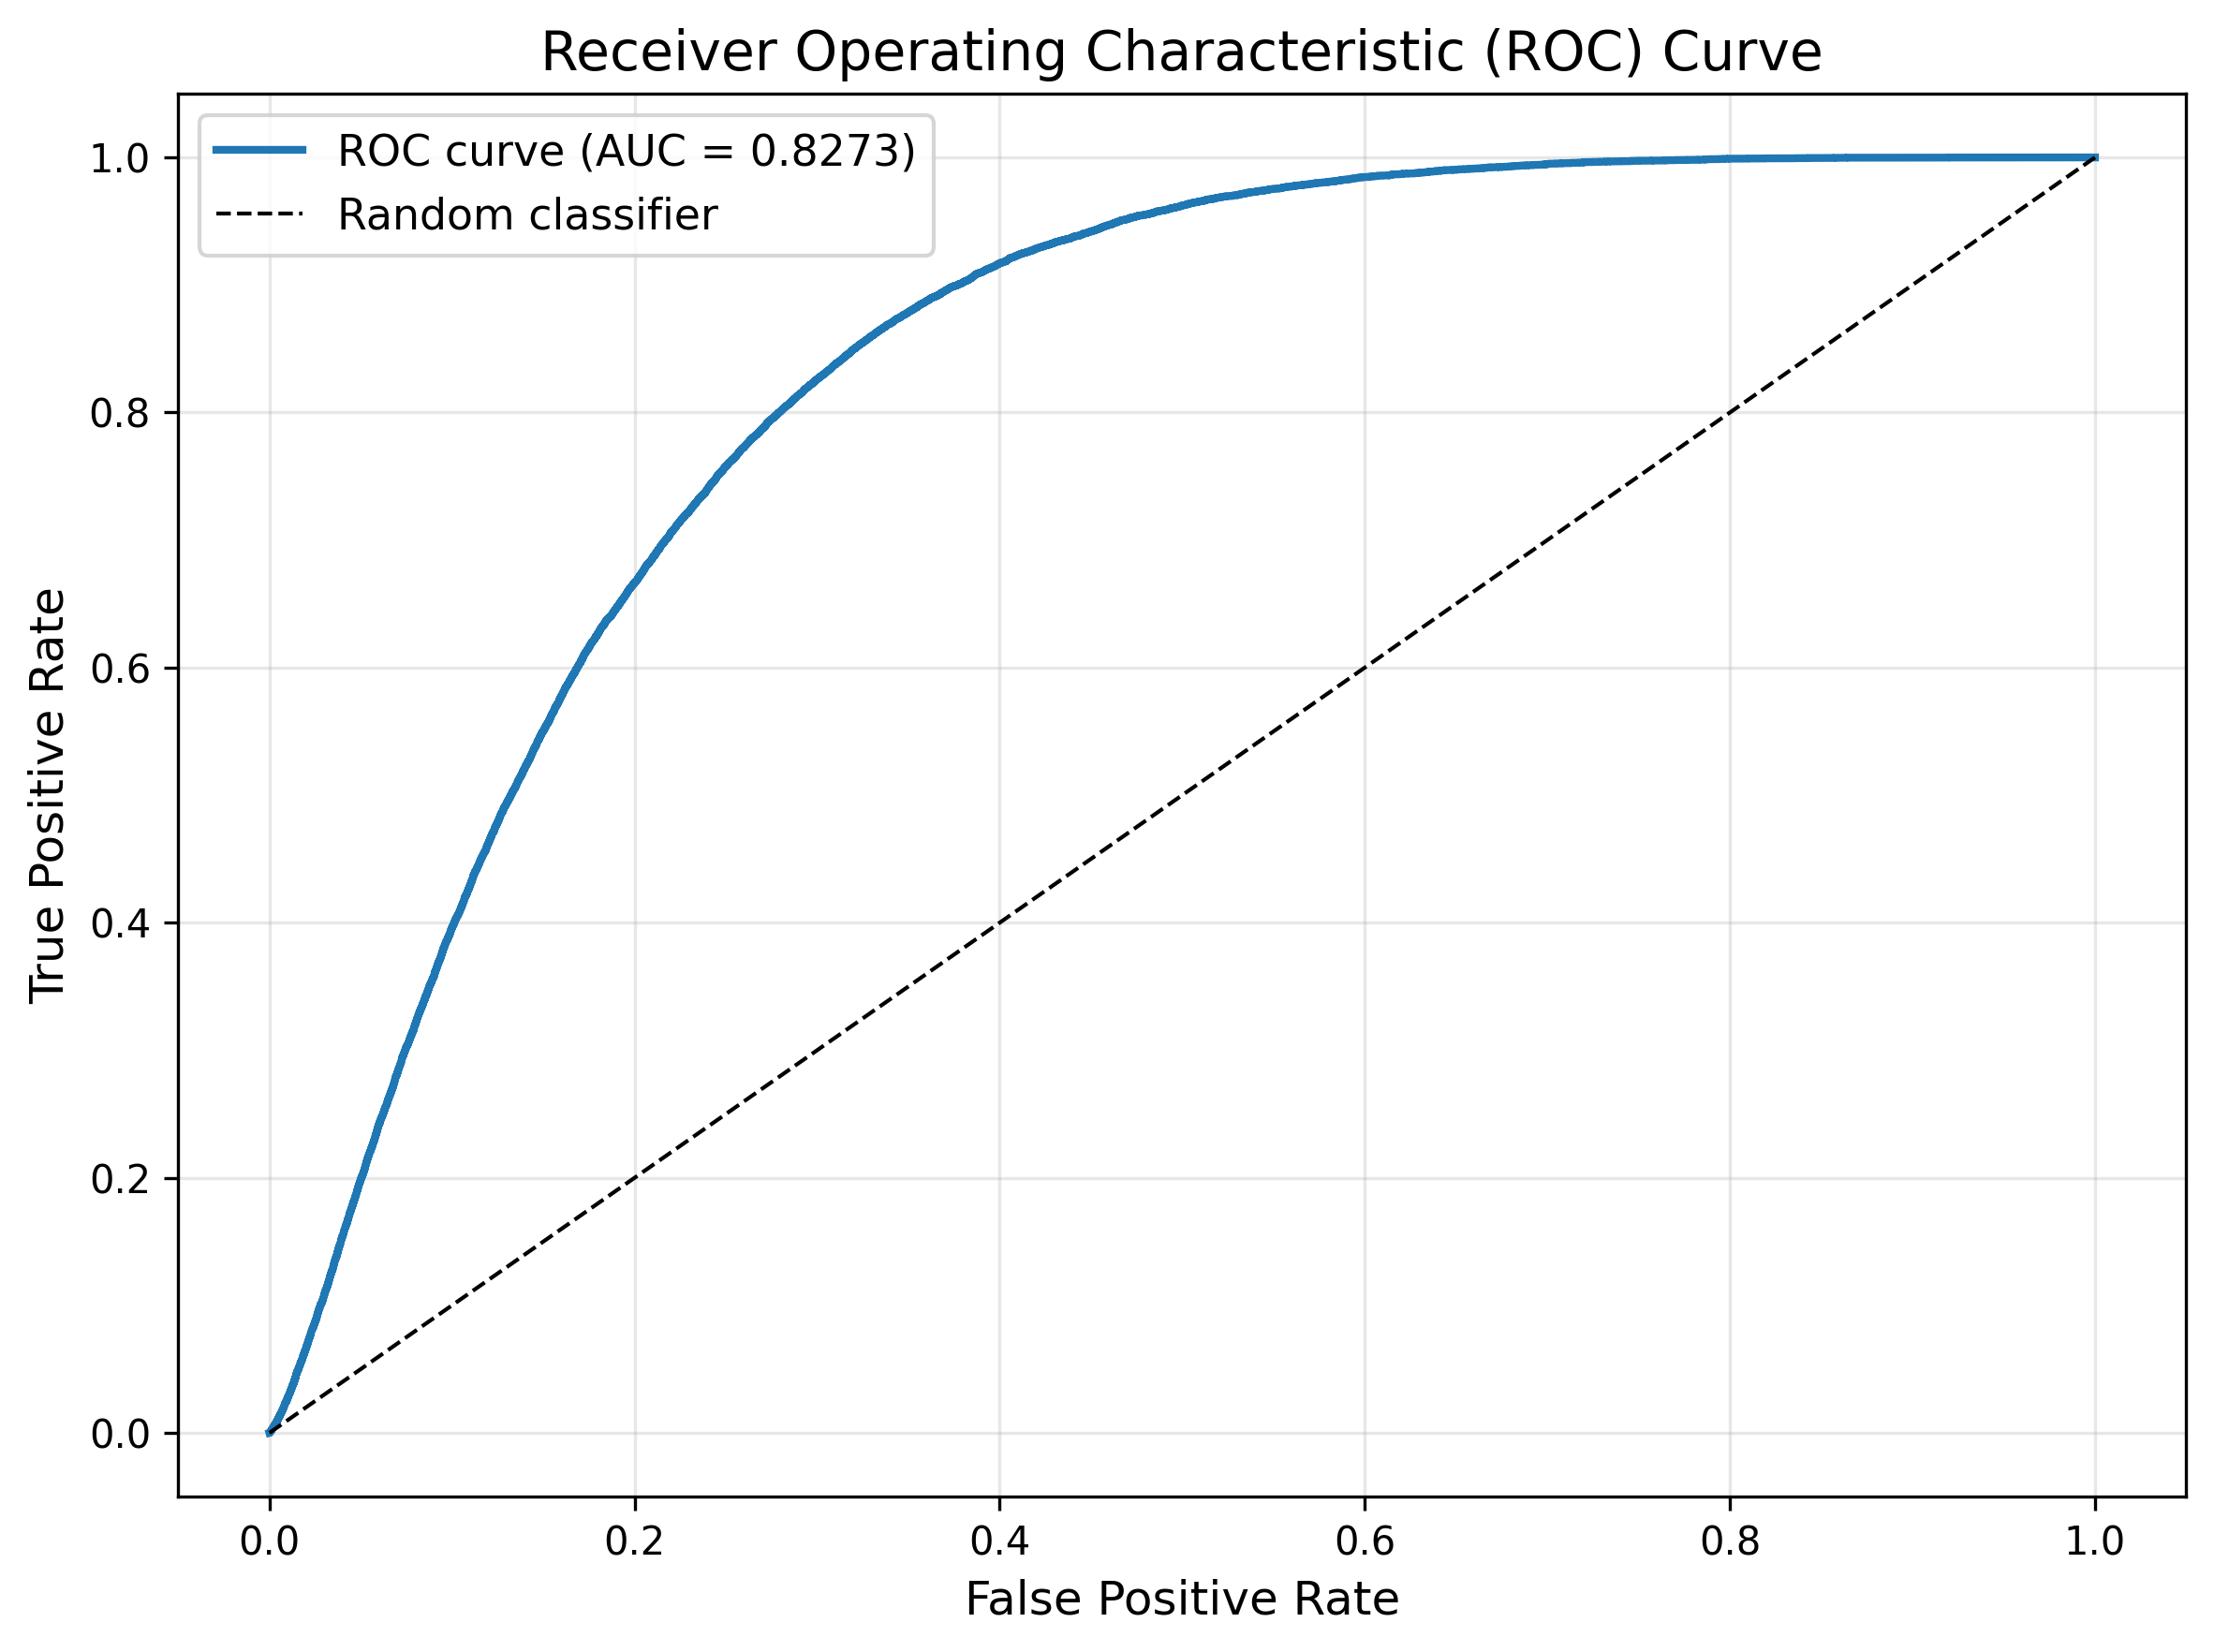 Receiver Operating Characteristic (ROC) Curve
ROC curve (AUC = 0.8273)
Random classifier
1.0
0.8
0.6
0.4
0.2
0.0
True Positive Rate
0.0 0.2 0.4 0.6 0.8 1.0
False Positive Rate